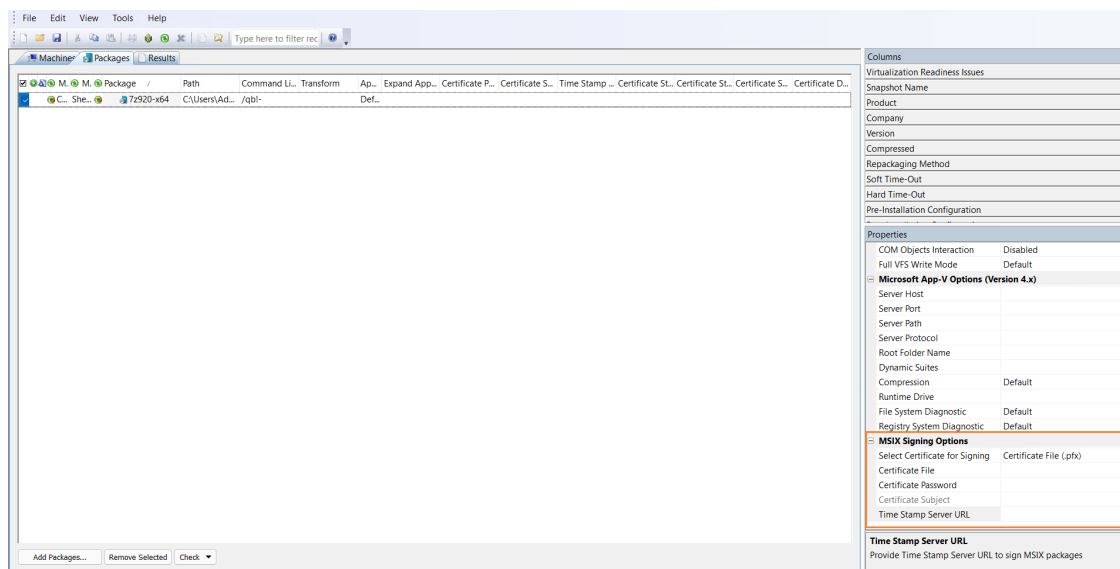 File Edit View Tools Help
Type here to filter rec
Machines Packages Results
M. M. Package / Path Command Li... Transform Ap... Expand App... Certificate P... Certificate S... Time Stamp ... Certificate St... Certificate St... Certificate S... Certificate D...
C... She... 7z920-x64 C:\Users\Ad... /qb!- Def...
Add Packages... Remove Selected Check
Columns
Virtualization Readiness Issues
Snapshot Name
Product
Company
Version
Compressed
Repackaging Method
Soft Time-Out
Hard Time-Out
Pre-Installation Configuration
Properties
COM Objects Interaction Disabled
Full VFS Write Mode Default
Microsoft App-V Options (Version 4.x)
Server Host
Server Port
Server Path
Server Protocol
Root Folder Name
Dynamic Suites
Compression Default
Runtime Drive
File System Diagnostic Default
Registry System Diagnostic Default
MSIX Signing Options
Select Certificate for Signing Certificate File (.pfx)
Certificate File
Certificate Password
Certificate Subject
Time Stamp Server URL
Time Stamp Server URL
Provide Time Stamp Server URL to sign MSIX packages